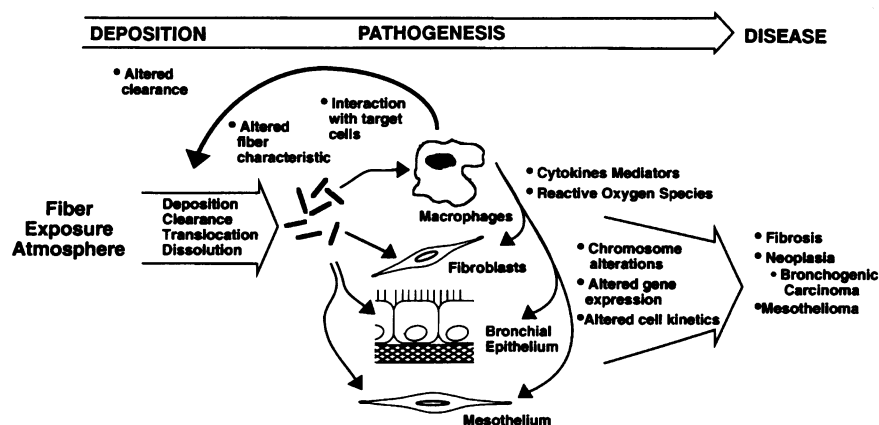 DEPOSITION
PATHOGENESIS
DISEASE
• Altered
clearance
• Altered
fiber
characteristic
• Interaction
with target
cells
Fiber
Exposure
Atmosphere
Deposition
Clearance
Translocation
Dissolution
Macrophages
Fibroblasts
Bronchial
Epithelium
Mesothelium
• Cytokines Mediators
• Reactive Oxygen Species
• Chromosome
alterations
• Altered gene
expression
•Altered cell kinetics
• Fibrosis
• Neoplasia
• Bronchogenic
Carcinoma
•Mesothelioma